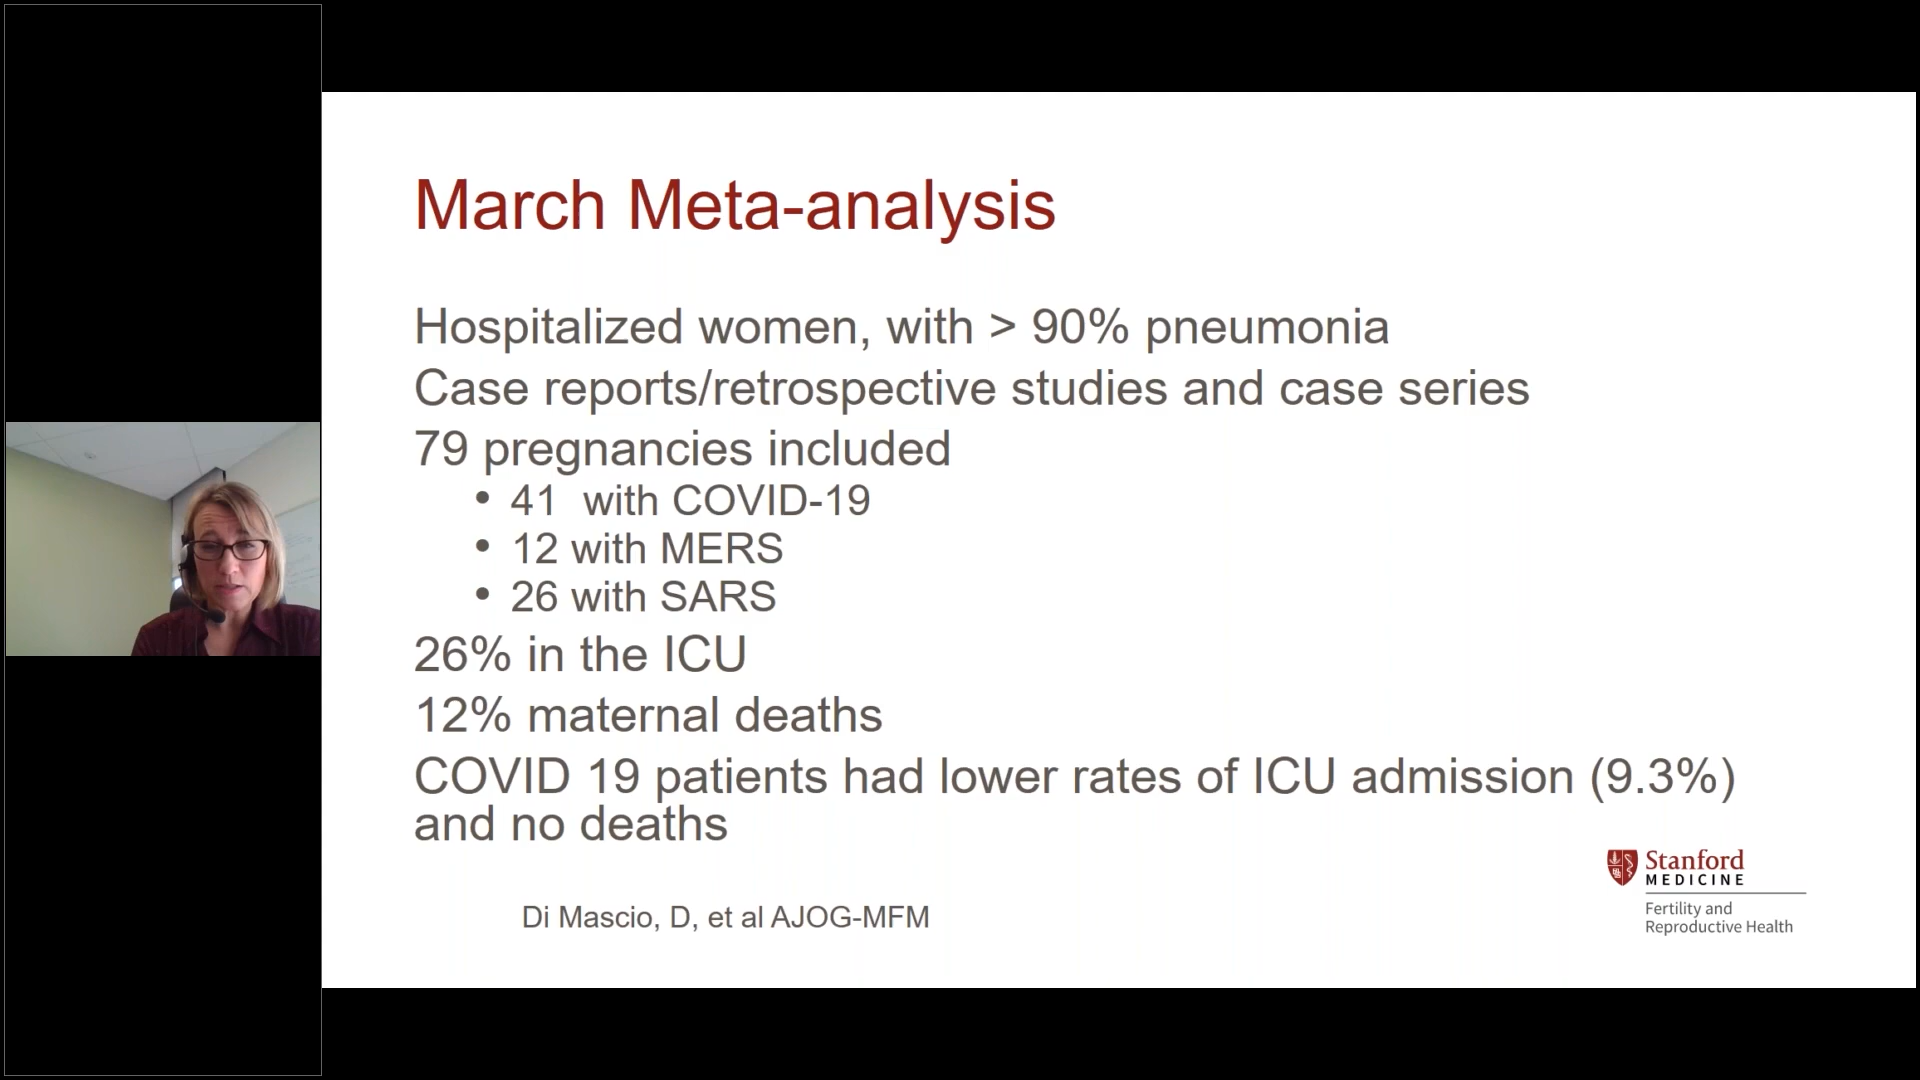 March Meta-analysis
Hospitalized women, with > 90% pneumonia
Case reports/retrospective studies and case series
79 pregnancies included
• 41 with COVID-19
• 12 with MERS
• 26 with SARS
26% in the ICU
12% maternal deaths
COVID 19 patients had lower rates of ICU admission (9.3%)
and no deaths
Di Mascio, D, et al AJOG-MFM
Stanford
MEDICINE
Fertility and
Reproductive Health